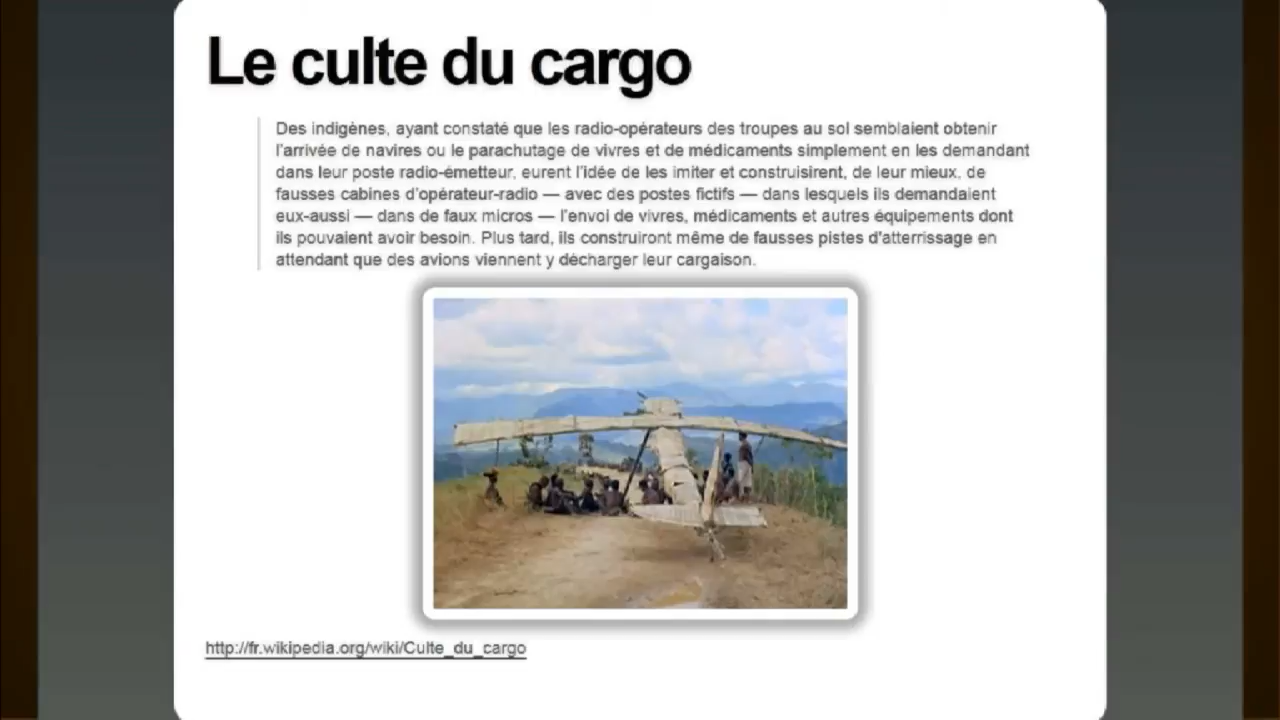 Le culte du cargo
Des indigènes, ayant constaté que les radio-opérateurs des troupes au sol semblaient obtenir
l'arrivée de navires ou le parachutage de vivres et de médicaments simplement en les demandant
dans leur poste radio-émetteur, eurent l'idée de les imiter et construisirent, de leur mieux, de
fausses cabines d'opérateur-radio — avec des postes fictifs — dans lesquels ils demandaient
eux-aussi — dans de faux micros — l'envoi de vivres, médicaments et autres équipements dont
ils pouvaient avoir besoin. Plus tard, ils construiront même de fausses pistes d'atterrissage en
attendant que des avions viennent y décharger leur cargaison.
http://fr.wikipedia.org/wiki/Culte_du_cargo